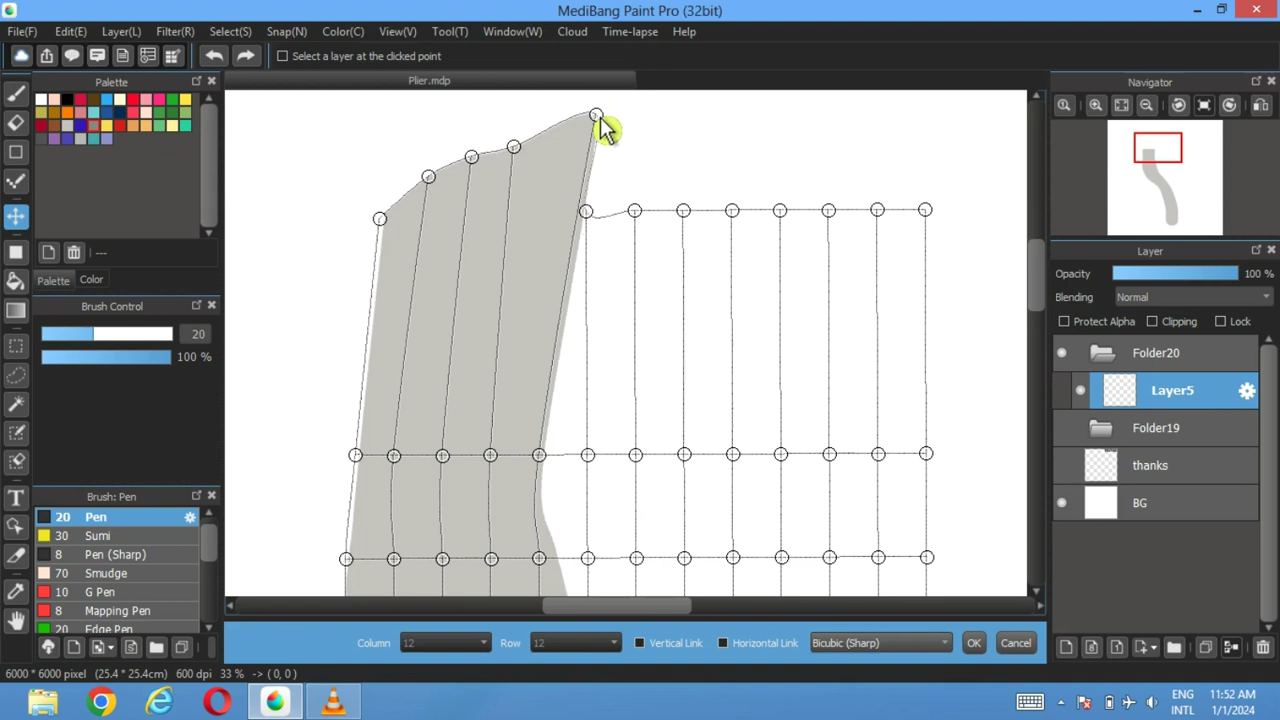 MediBang Paint Pro (32bit)
File(F) Edit(E) Layer(L) Filter(R) Select(S) Snap(N) Color(C) View(V) Tool(T) Window(W) Cloud Time-lapse Help
Select a layer at the clicked point
Palette
Plier.mdp
Navigator
---
Palette Color
Brush Control
20
100 %
Brush: Pen
20 Pen
30 Sumi
8 Pen (Sharp)
70 Smudge
10 G Pen
8 Mapping Pen
20 Edge Pen
Layer
Opacity 100 %
Blending Normal
Protect Alpha Clipping Lock
Folder20
Layer5
Folder19
thanks
BG
Column 12 Row 12 Vertical Link Horizontal Link Bicubic (Sharp) OK Cancel
6000 * 6000 pixel (25.4 * 25.4cm) 600 dpi 33 % -> ( 0, 0 )
ENG
INTL
11:52 AM
1/1/2024